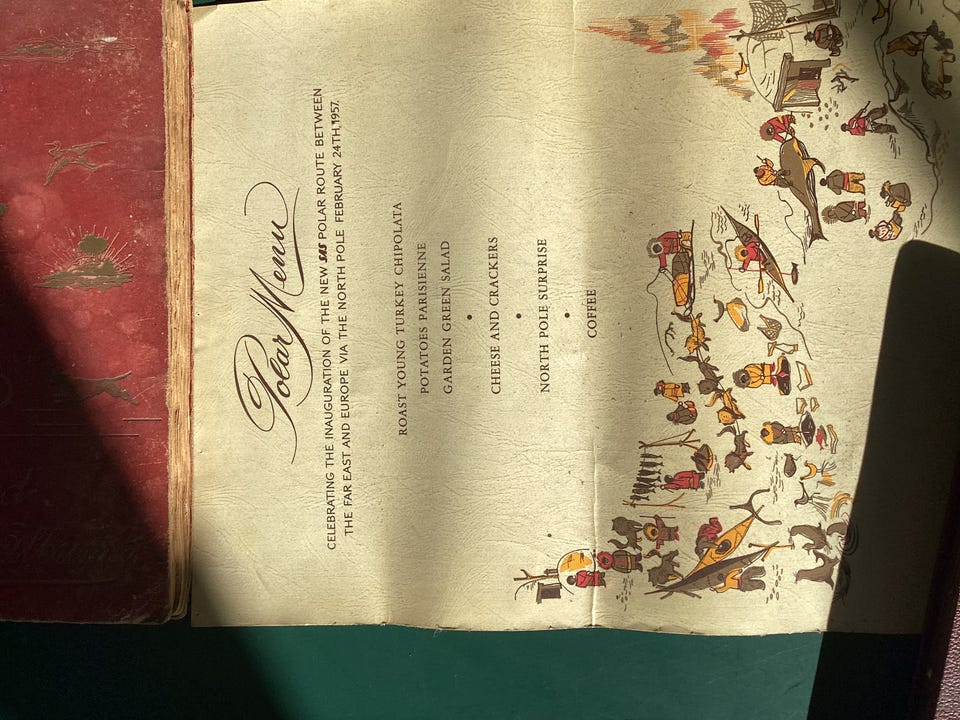 Polar Menu
CELEBRATING THE INAUGURATION OF THE NEW SAS POLAR ROUTE BETWEEN
THE FAR EAST AND EUROPE VIA THE NORTH POLE FEBRUARY 24TH, 1957.
ROAST YOUNG TURKEY CHIPOLATA
POTATOES PARISIENNE
GARDEN GREEN SALAD
•
CHEESE AND CRACKERS
•
NORTH POLE SURPRISE
•
COFFEE